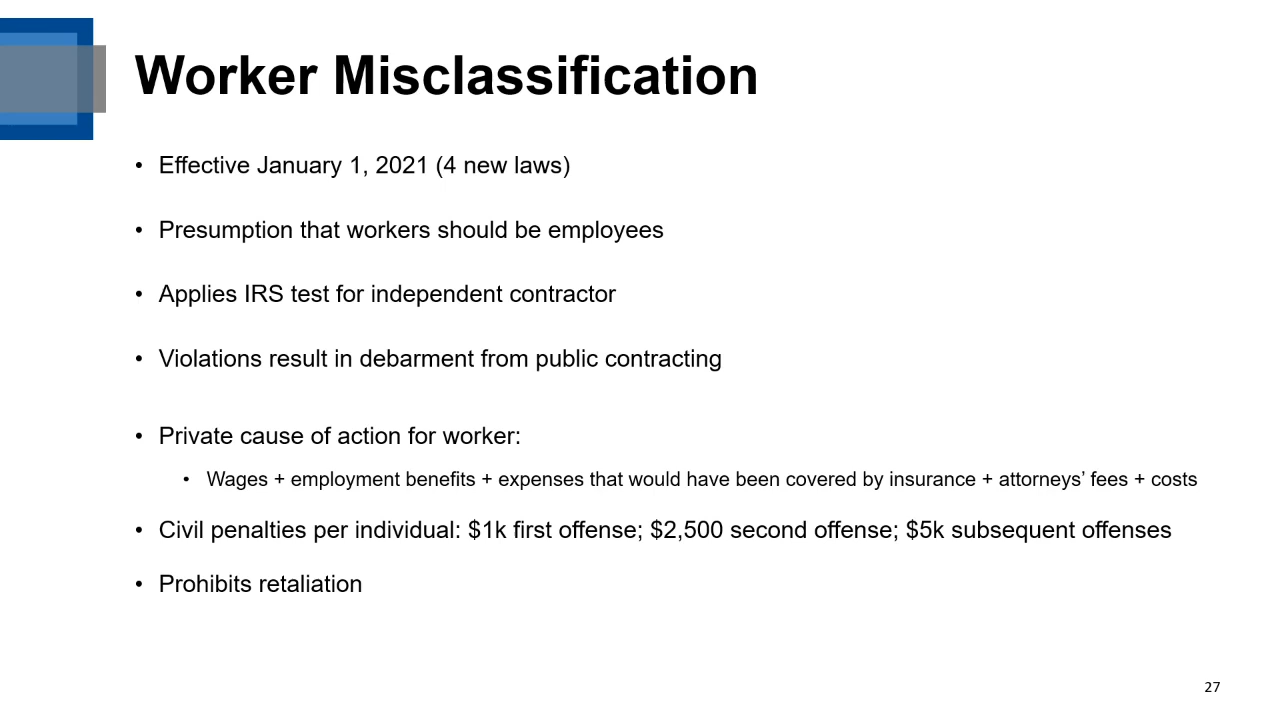 Worker Misclassification
• Effective January 1, 2021 (4 new laws)
• Presumption that workers should be employees
• Applies IRS test for independent contractor
• Violations result in debarment from public contracting
• Private cause of action for worker:
• Wages + employment benefits + expenses that would have been covered by insurance + attorneys’ fees + costs
• Civil penalties per individual: $1k first offense; $2,500 second offense; $5k subsequent offenses
• Prohibits retaliation
27